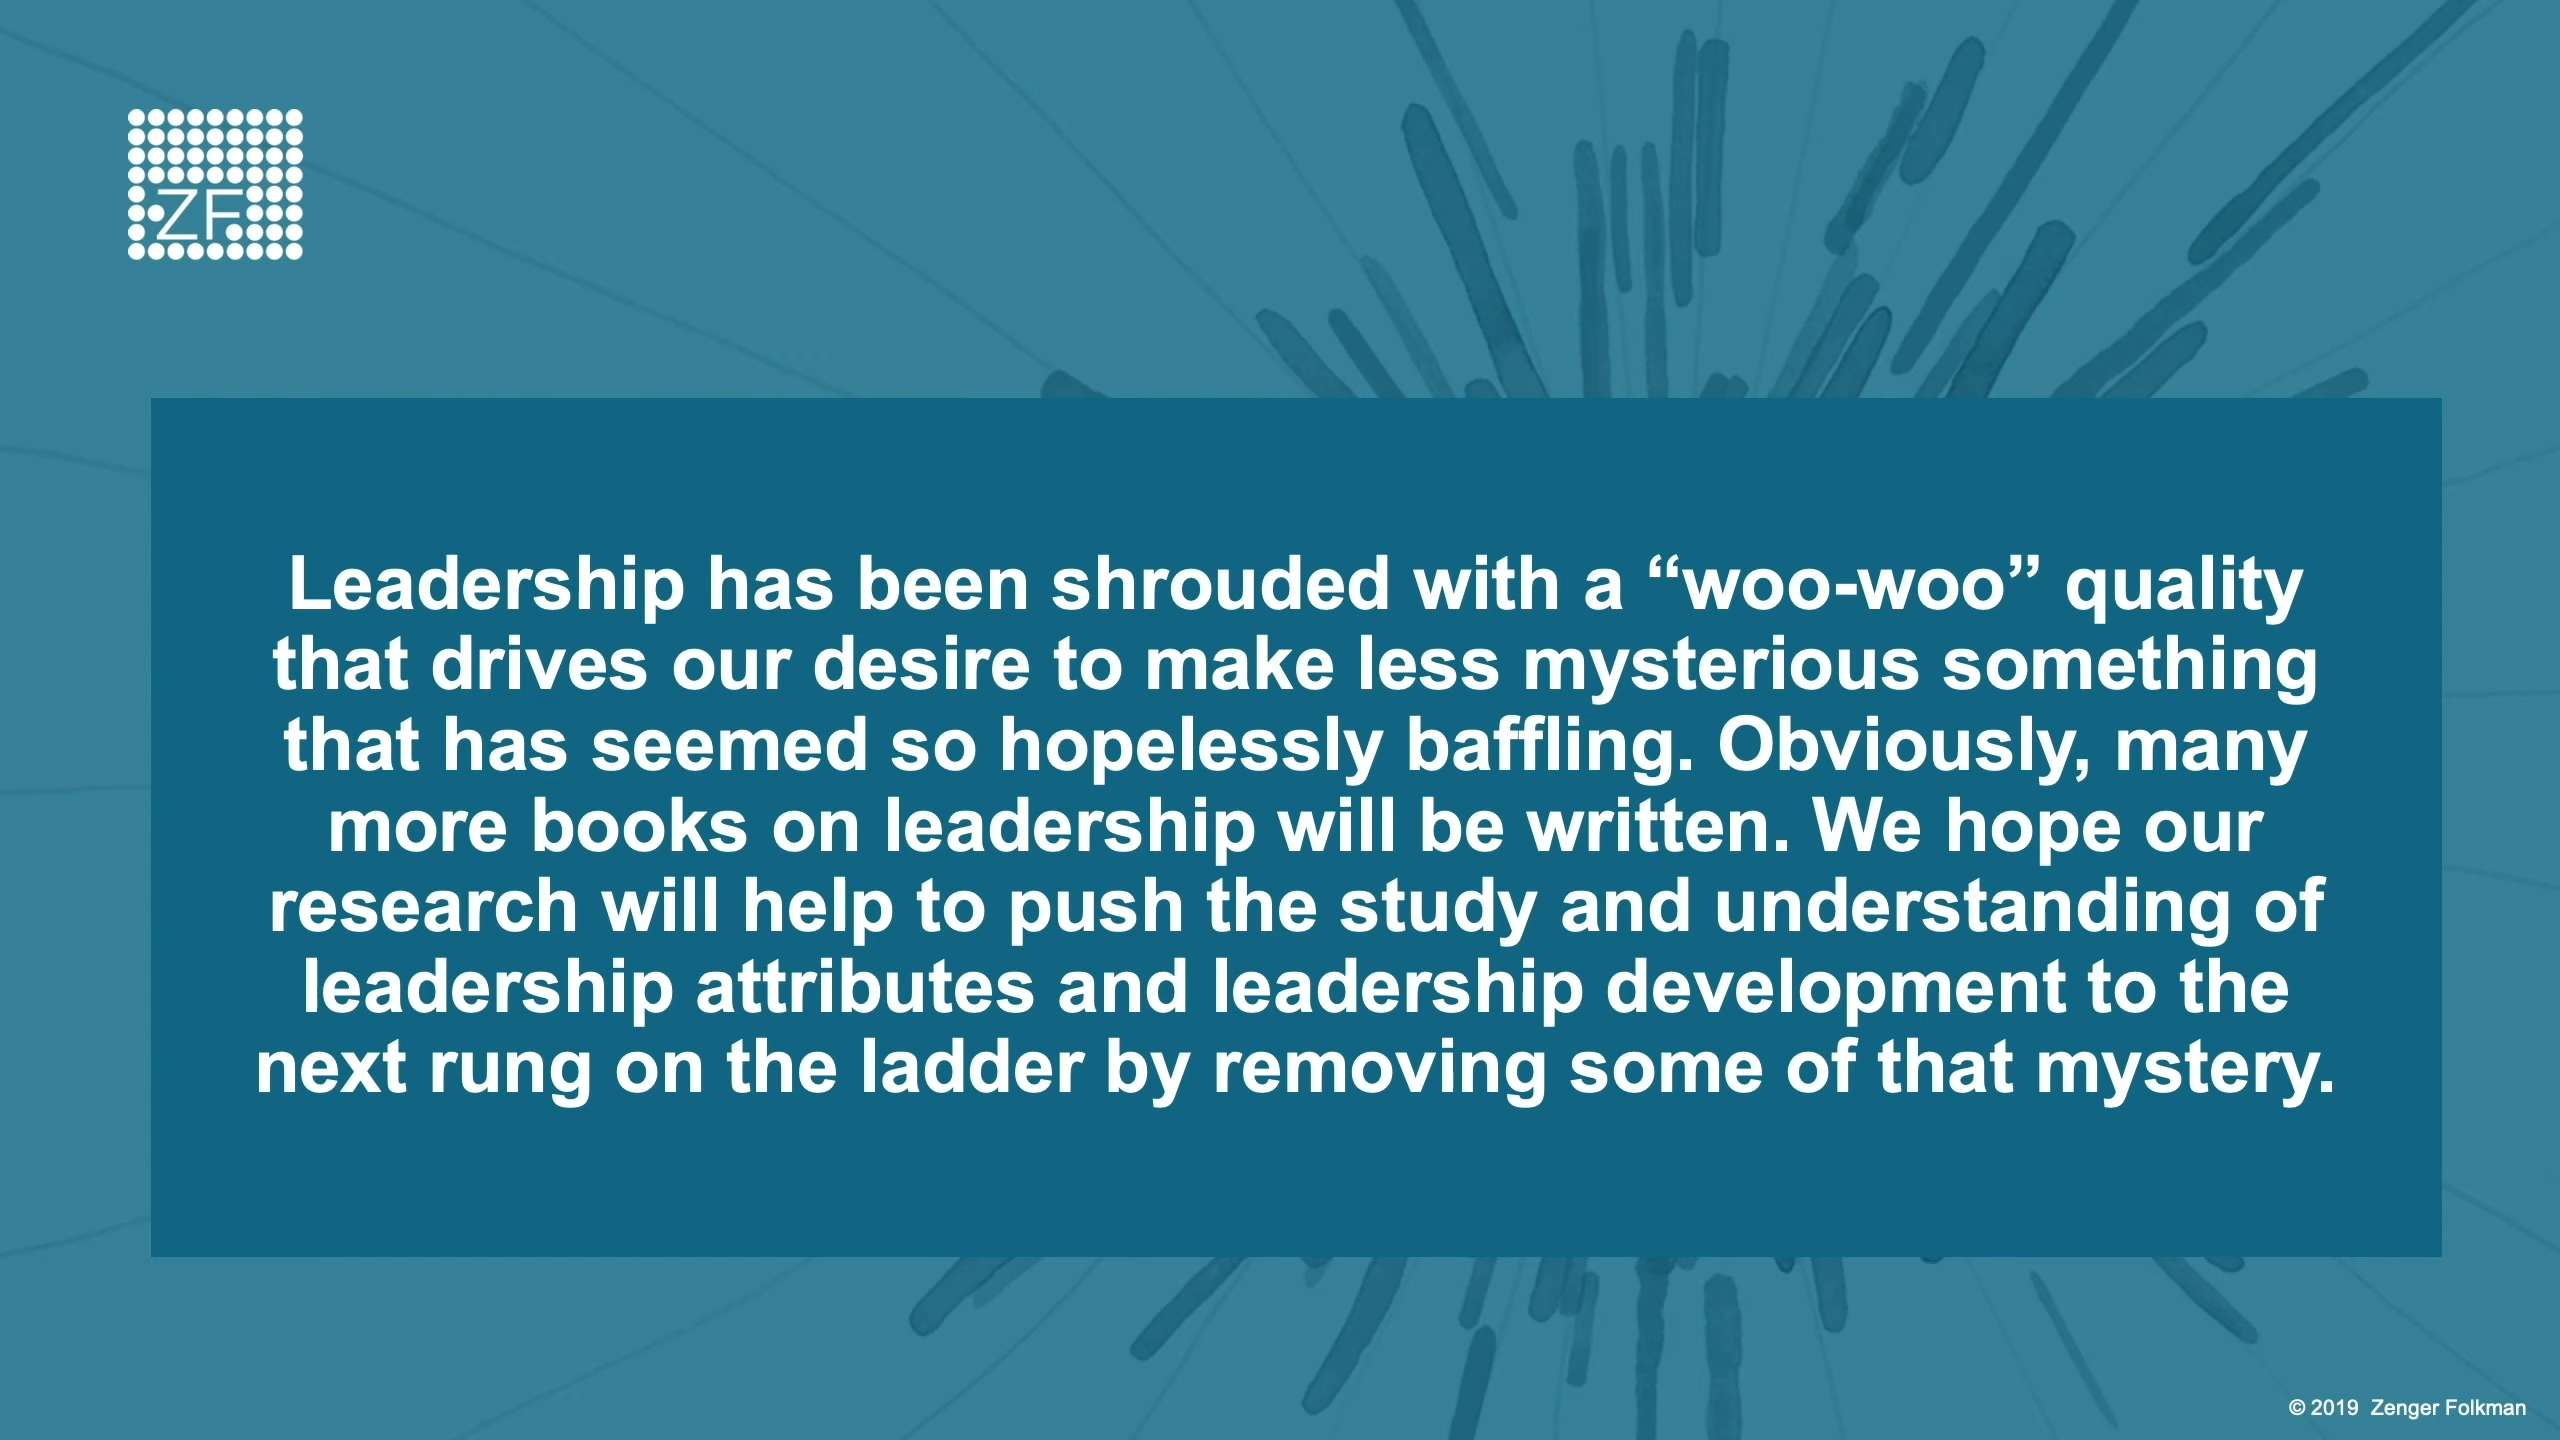 ZF
Leadership has been shrouded with a “woo-woo” quality
that drives our desire to make less mysterious something
that has seemed so hopelessly baffling. Obviously, many
more books on leadership will be written. We hope our
research will help to push the study and understanding of
leadership attributes and leadership development to the
next rung on the ladder by removing some of that mystery.
© 2019  Zenger Folkman